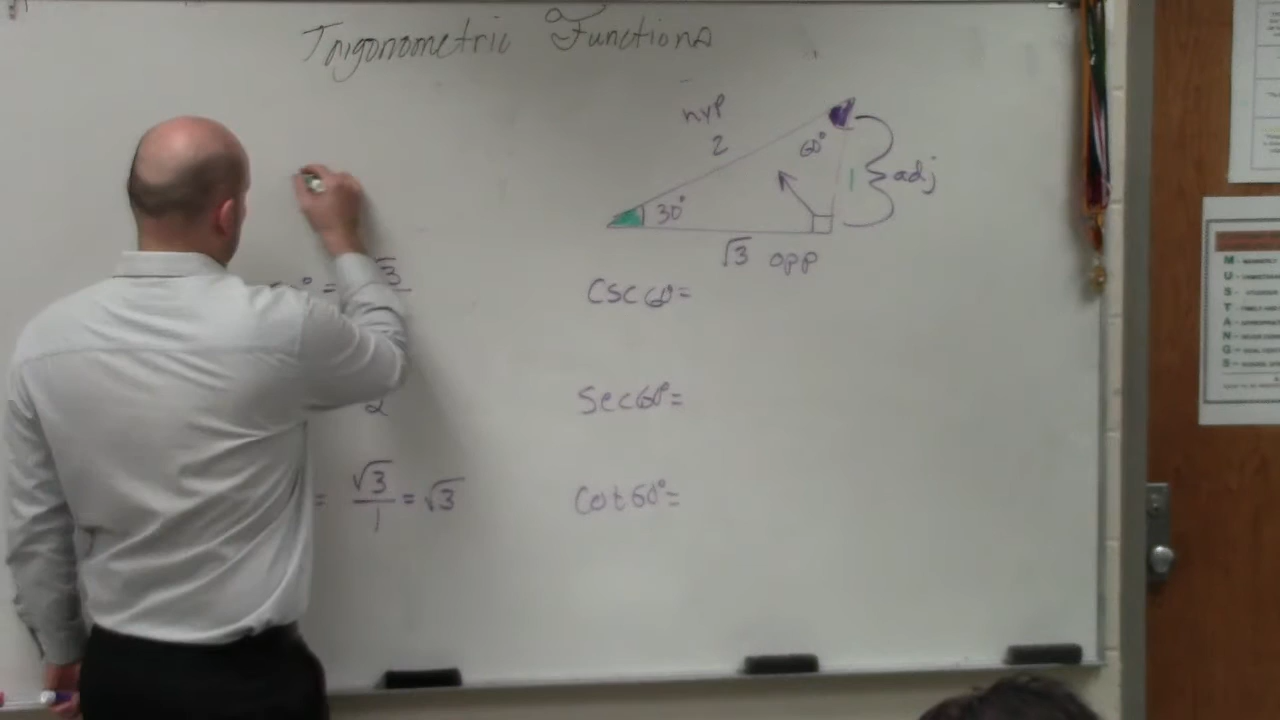 Trigonometric Functions
hyp
2
60°
1
adj
30°
√3 opp
° = √3
2
= √3/1 = √3
csc 60° =
sec 60° =
cot 60° =
M
U
S
T
A
N
G
S